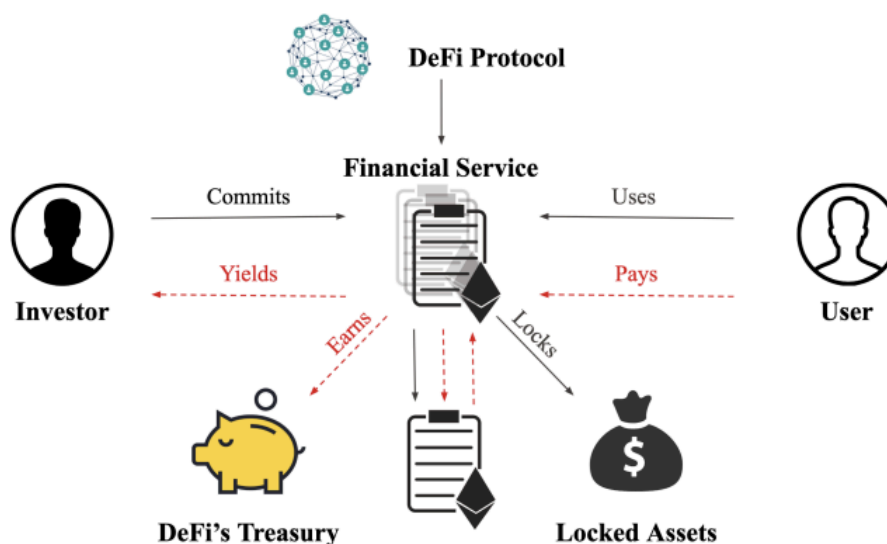 DeFi Protocol
Financial Service
Commits
Uses
Yields
Pays
Investor
User
Earns
Locks
$
DeFi's Treasury
Locked Assets